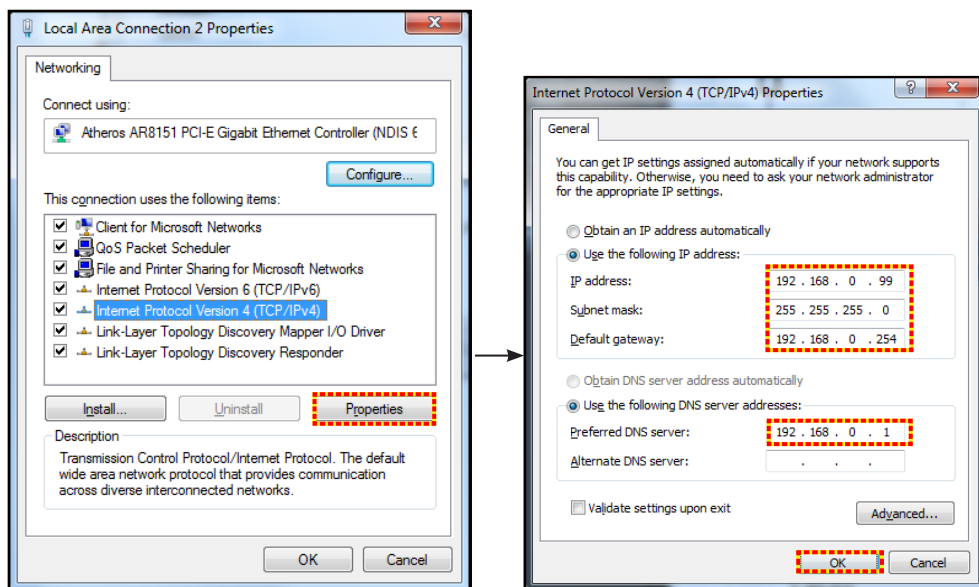 Local Area Connection 2 Properties
Networking
Connect using:
Atheros AR8151 PCI-E Gigabit Ethernet Controller (NDIS 6
Configure...
This connection uses the following items:
Client for Microsoft Networks
QoS Packet Scheduler
File and Printer Sharing for Microsoft Networks
Internet Protocol Version 6 (TCP/IPv6)
Internet Protocol Version 4 (TCP/IPv4)
Link-Layer Topology Discovery Mapper I/O Driver
Link-Layer Topology Discovery Responder
Install...
Uninstall
Properties
Description
Transmission Control Protocol/Internet Protocol. The default
wide area network protocol that provides communication
across diverse interconnected networks.
OK
Cancel
Internet Protocol Version 4 (TCP/IPv4) Properties
General
You can get IP settings assigned automatically if your network supports
this capability. Otherwise, you need to ask your network administrator
for the appropriate IP settings.
Obtain an IP address automatically
Use the following IP address:
IP address: 192 . 168 . 0 . 99
Subnet mask: 255 . 255 . 255 . 0
Default gateway: 192 . 168 . 0 . 254
Obtain DNS server address automatically
Use the following DNS server addresses:
Preferred DNS server: 192 . 168 . 0 . 1
Alternate DNS server: . . .
Validate settings upon exit
Advanced...
OK
Cancel